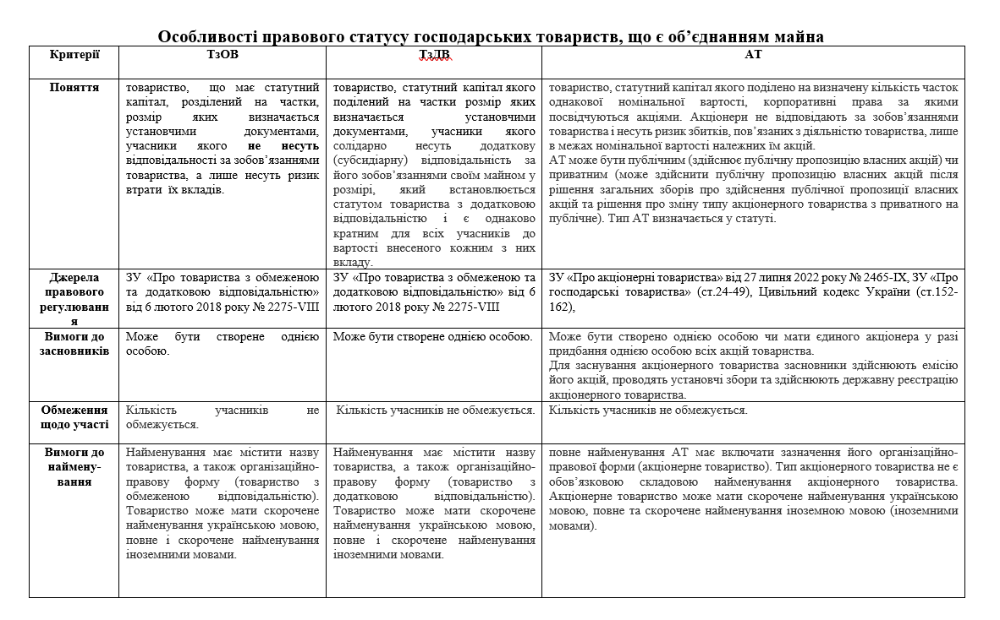 Особливості правового статусу господарських товариств, що є об’єднанням майна
Критерії
ТзОВ
ТзДВ
АТ
Поняття
товариство, що має статутний
капітал, розділений на частки,
розмір яких визначається
установчими документами,
учасники якого не несуть
відповідальності за зобов’язаннями
товариства, а лише несуть ризик
втрати їх вкладів.
товариство, статутний капітал якого
поділений на частки розмір яких
визначається установчими
документами, учасники якого
солідарно несуть додаткову
(субсидіарну) відповідальність за
його зобов’язаннями своїм майном у
розмірі, який встановлюється
статутом товариства з додатковою
відповідальністю і є однаково
кратним для всіх учасників до
вартості внесеного кожним з них
вкладу.
товариство, статутний капітал якого поділено на визначену кількість часток
однакової номінальної вартості, корпоративні права за якими
посвідчуються акціями. Акціонери не відповідають за зобов’язаннями
товариства і несуть ризик збитків, пов’язаних з діяльністю товариства, лише
в межах номінальної вартості належних їм акцій.
АТ може бути публічним (здійснює публічну пропозицію власних акцій) чи
приватним (може здійснити публічну пропозицію власних акцій після
рішення загальних зборів про здійснення публічної пропозиції власних
акцій та рішення про зміну типу акціонерного товариства з приватного на
публічне). Тип АТ визначається у статуті.
Джерела
правового
регулюванн
я
ЗУ «Про товариства з обмеженою
та додатковою відповідальністю»
від 6 лютого 2018 року № 2275-VIII
ЗУ «Про товариства з обмеженою та
додатковою відповідальністю» від 6
лютого 2018 року № 2275-VIII
ЗУ «Про акціонерні товариства» від 27 липня 2022 року № 2465-IX, ЗУ «Про
господарські товариства» (ст.24-49), Цивільний кодекс України (ст.152-
162),
Вимоги до
засновників
Може бути створене однією
особою.
Може бути створене однією особою.
Може бути створено однією особою чи мати єдиного акціонера у разі
придбання однією особою всіх акцій товариства.
Для заснування акціонерного товариства засновники здійснюють емісію
його акцій, проводять установчі збори та здійснюють державну реєстрацію
акціонерного товариства.
Обмеження
щодо участі
Кількість учасників не
обмежується.
Кількість учасників не обмежується.
Кількість учасників не обмежується.
Вимоги до
наймену-
вання
Найменування має містити назву
товариства, а також організаційно-
правову форму (товариство з
обмеженою відповідальністю).
Товариство може мати скорочене
найменування українською мовою,
повне і скорочене найменування
іноземними мовами.
Найменування має містити назву
товариства, а також організаційно-
правову форму (товариство з
додатковою відповідальністю).
Товариство може мати скорочене
найменування українською мовою,
повне і скорочене найменування
іноземними мовами.
повне найменування АТ має включати зазначення його організаційно-
правової форми (акціонерне товариство). Тип акціонерного товариства не є
обов’язковою складовою найменування акціонерного товариства.
Акціонерне товариство може мати скорочене найменування українською
мовою, повне та скорочене найменування іноземною мовою (іноземними
мовами).